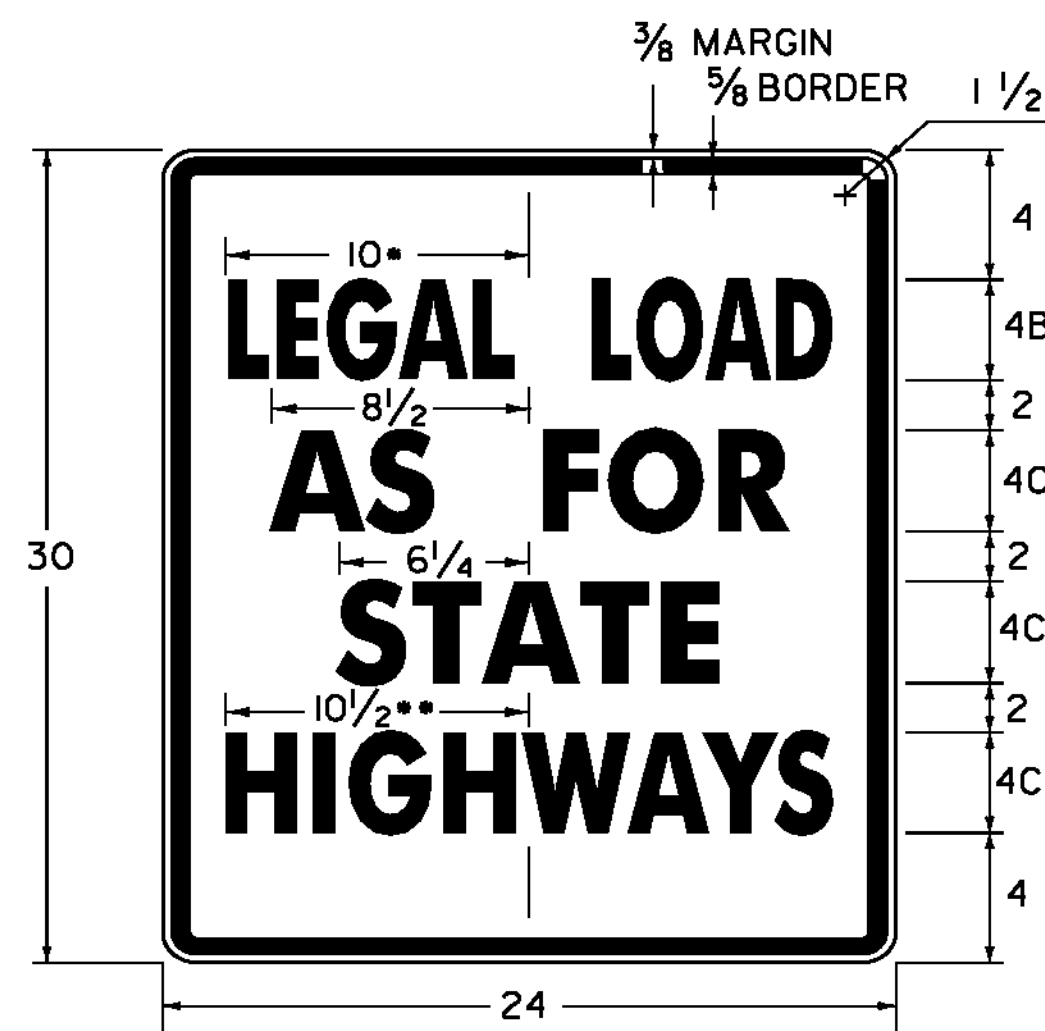 3/8 MARGIN
5/8 BORDER
1 1/2
4
10*
LEGAL LOAD
4B
8 1/2
2
AS FOR
4C
30
6 1/4
2
STATE
4C
10 1/2**
2
HIGHWAYS
4C
4
24